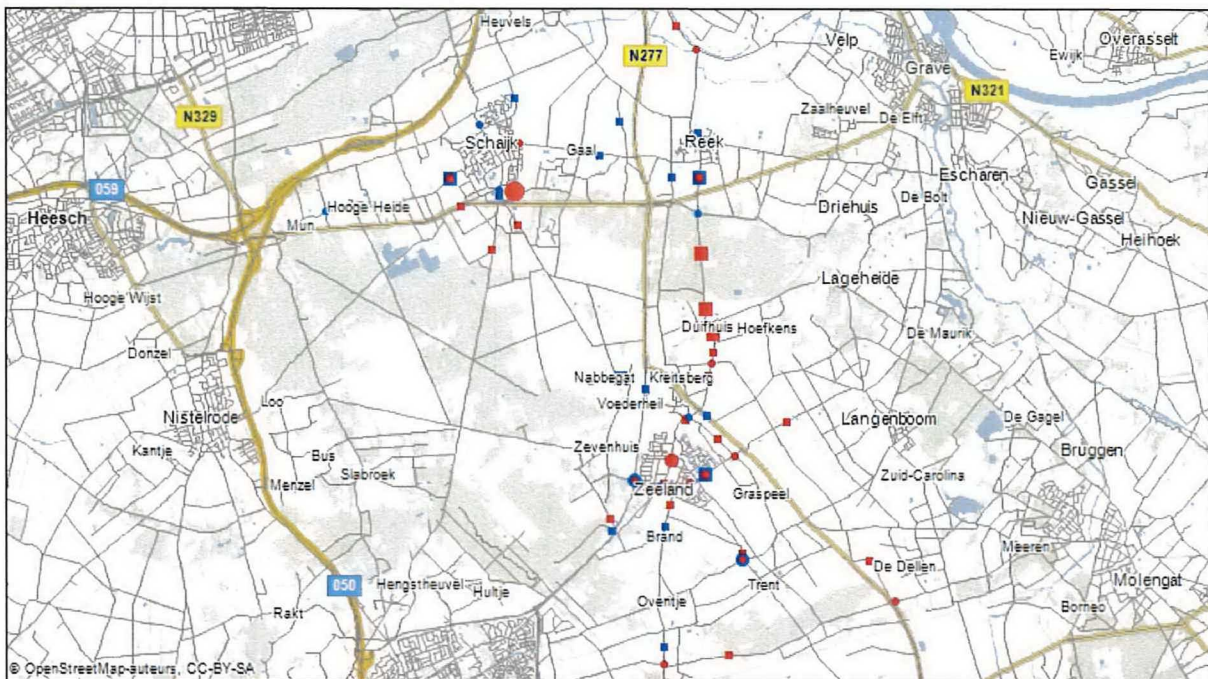 Heuvels
N277
Velp
Ewijk
Overasselt
Grave
N321
N329
Zaalheuvel
De Elft
Schaijk
Gaal
Reek
059
Escharen
Gassel
Heesch
Hooge Heide
De Bolt
Mun
Driehuis
Nieuw-Gassel
Heihoek
Lageheide
Hooge Wijst
Duifhuis
Hoefkens
De Maurik
Donzel
Nabbegat
Kreitsberg
Loo
Voederheil
Nistelrode
Langenboom
De Gagel
Kantje
Bus
Zevenhuis
Bruggen
Slabroek
Zuid-Carolina
Menzel
Zeeland
Graspeel
Brand
Meeren
De Dellen
050
Hengstheuvel
Hultje
Trent
Molengat
Oventje
Rakt
Borneo
© OpenStreetMap-auteurs, CC-BY-SA